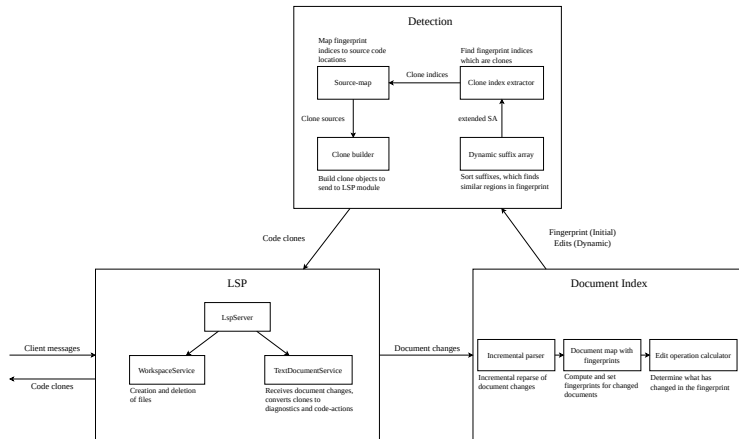 Detection
Map fingerprint
indices to source code
locations
Find fingerprint indices
which are clones
Source-map
Clone indices
Clone index extractor
Clone sources
extended SA
Clone builder
Dynamic suffix array
Build clone objects to
send to LSP module
Sort suffixes, which finds
similar regions in fingerprint
Code clones
Fingerprint (Initial)
Edits (Dynamic)
LSP
Document Index
LspServer
Client messages
Document changes
Incremental parser
Document map with
fingerprints
Edit operation calculator
WorkspaceService
TextDocumentService
Code clones
Creation and deletion
of files
Receives document changes,
converts clones to
diagnostics and code-actions
Incremental reparse of
document changes
Compute and set
fingerprints for changed
documents
Determine what has
changed in the fingerprint